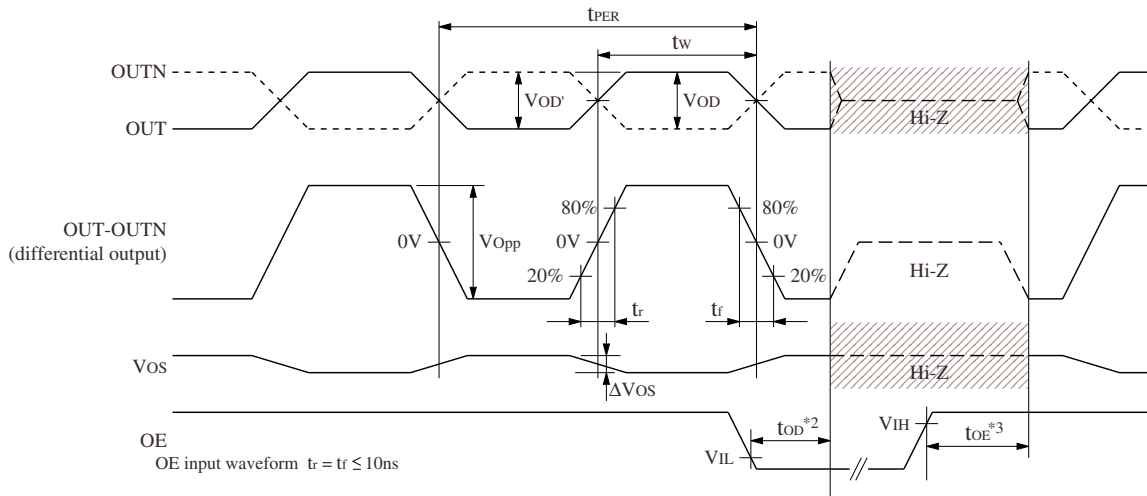 tPER
tW
OUTN
VOD'
VOD
OUT
Hi-Z
80%
80%
OUT-OUTN
(differential output)
0V
VOpp
0V
0V
20%
20%
Hi-Z
tr
tf
VOS
Hi-Z
ΔVOS
OE
VIL
tOD*2
VIH
tOE*3
OE input waveform tr = tf ≤ 10ns